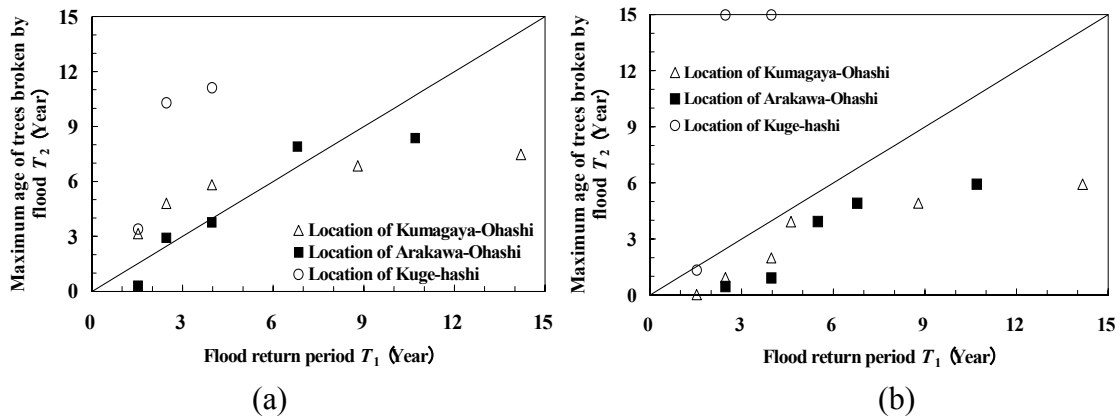 Maximum age of trees broken by
flood T2 (Year)
15
12
9
6
3
0
△ Location of Kumagaya-Ohashi
■ Location of Arakawa-Ohashi
○ Location of Kuge-hashi
0 3 6 9 12 15
Flood return period T1 (Year)
(a)
Maximum age of trees broken by
flood T2 (Year)
15
12
9
6
3
0
△ Location of Kumagaya-Ohashi
■ Location of Arakawa-Ohashi
○ Location of Kuge-hashi
0 3 6 9 12 15
Flood return period T1 (Year)
(b)